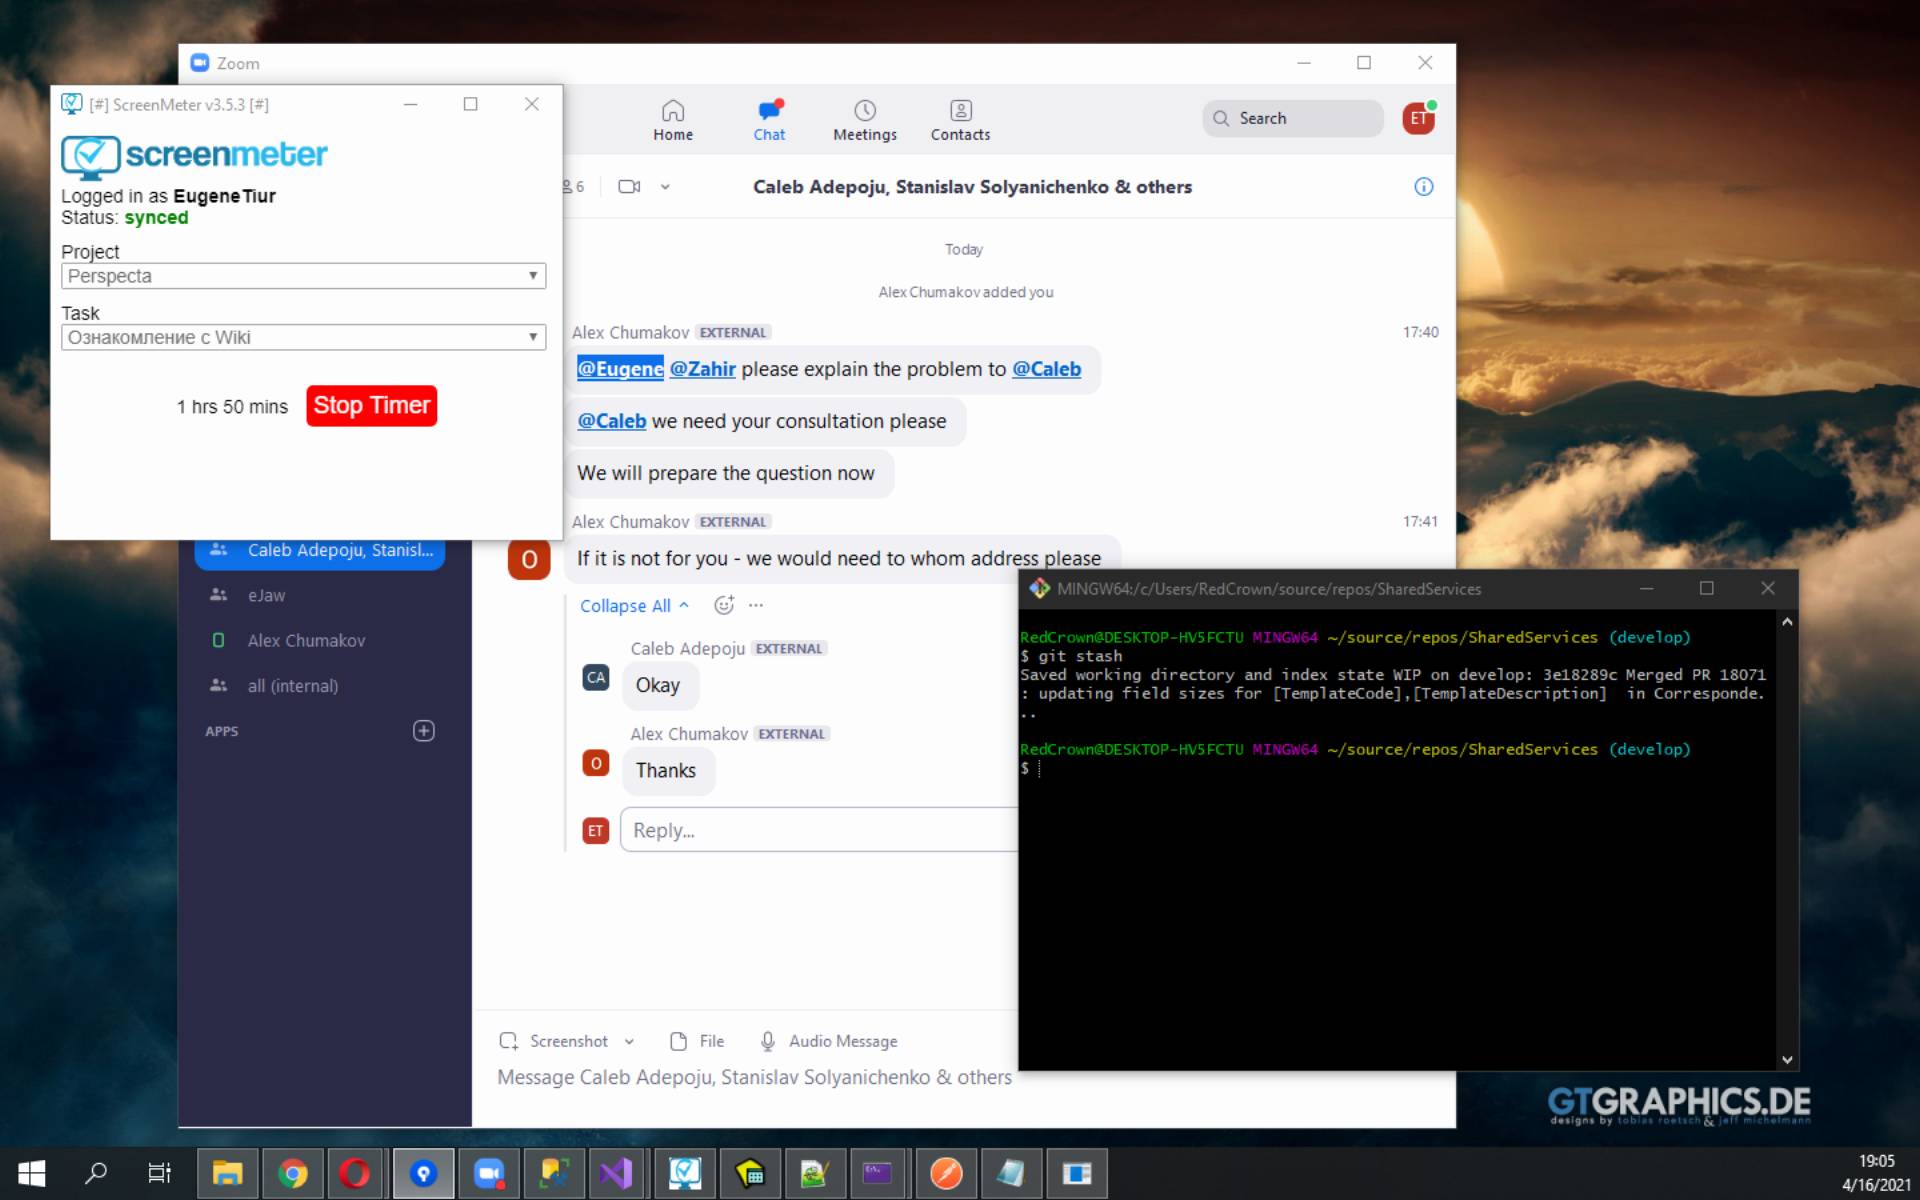 Zoom
[#] ScreenMeter v3.5.3 [#]
screenmeter
Logged in as EugeneTiur
Status: synced
Project
Perspecta
Task
Ознакомление с Wiki
1 hrs 50 mins
Stop Timer
Home
Chat
Meetings
Contacts
Search
ET
6
Caleb Adepoju, Stanislav Solyanichenko & others
Today
Alex Chumakov added you
Alex Chumakov EXTERNAL
17:40
@Eugene @Zahir please explain the problem to @Caleb
@Caleb we need your consultation please
We will prepare the question now
Alex Chumakov EXTERNAL
17:41
O
If it is not for you - we would need to whom address please
Collapse All
Caleb Adepoju EXTERNAL
CA
Okay
Alex Chumakov EXTERNAL
O
Thanks
ET
Reply...
Caleb Adepoju, Stanisl...
eJaw
Alex Chumakov
all (internal)
APPS
Screenshot
File
Audio Message
Message Caleb Adepoju, Stanislav Solyanichenko & others
MINGW64:/c/Users/RedCrown/source/repos/SharedServices
RedCrown@DESKTOP-HV5FCTU MINGW64 ~/source/repos/SharedServices (develop)
$ git stash
Saved working directory and index state WIP on develop: 3e18289c Merged PR 18071
: updating field sizes for [TemplateCode],[TemplateDescription]  in Corresponde.
..
RedCrown@DESKTOP-HV5FCTU MINGW64 ~/source/repos/SharedServices (develop)
$
GTGRAPHICS.DE
designs by tobias roetsch & jeff michelmann
19:05
4/16/2021